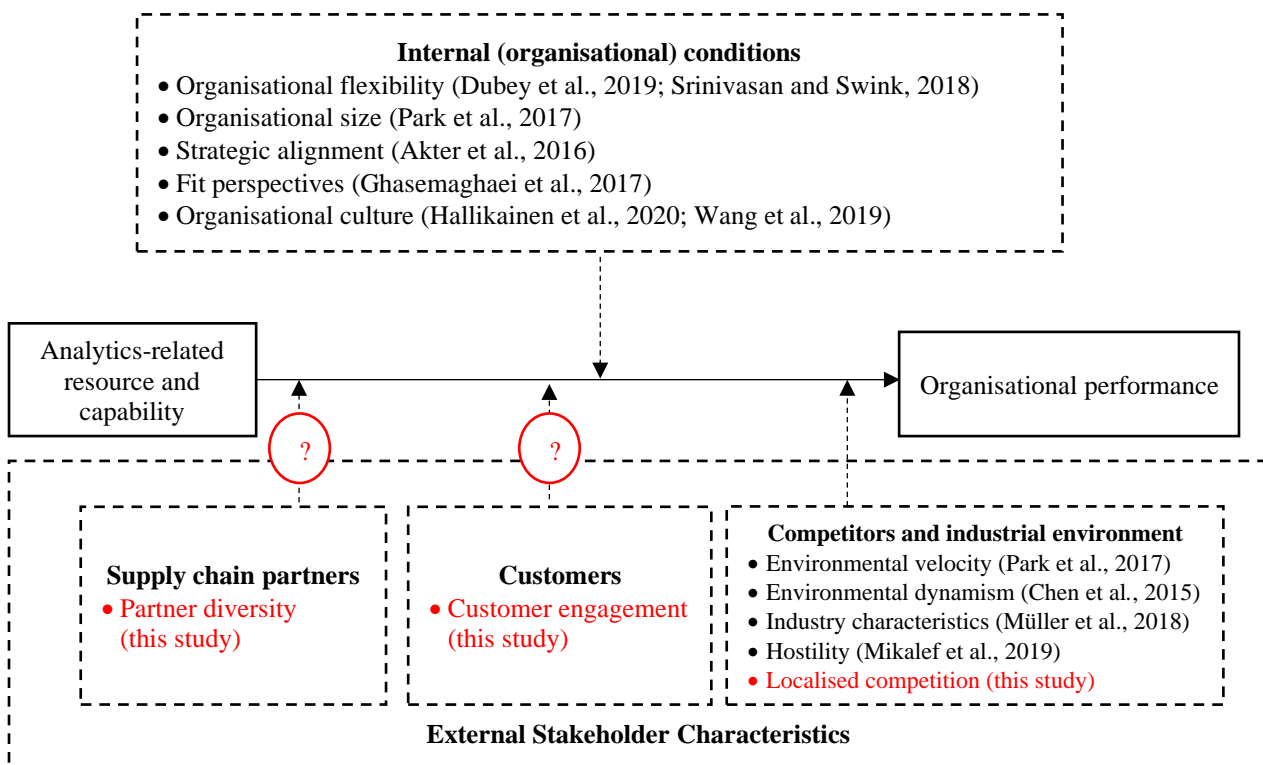 Internal (organisational) conditions
• Organisational flexibility (Dubey et al., 2019; Srinivasan and Swink, 2018)
• Organisational size (Park et al., 2017)
• Strategic alignment (Akter et al., 2016)
• Fit perspectives (Ghasemaghaei et al., 2017)
• Organisational culture (Hallikainen et al., 2020; Wang et al., 2019)
Analytics-related
resource and
capability
Organisational performance
?
?
Supply chain partners
• Partner diversity
(this study)
Customers
• Customer engagement
(this study)
Competitors and industrial environment
• Environmental velocity (Park et al., 2017)
• Environmental dynamism (Chen et al., 2015)
• Industry characteristics (Müller et al., 2018)
• Hostility (Mikalef et al., 2019)
• Localised competition (this study)
External Stakeholder Characteristics